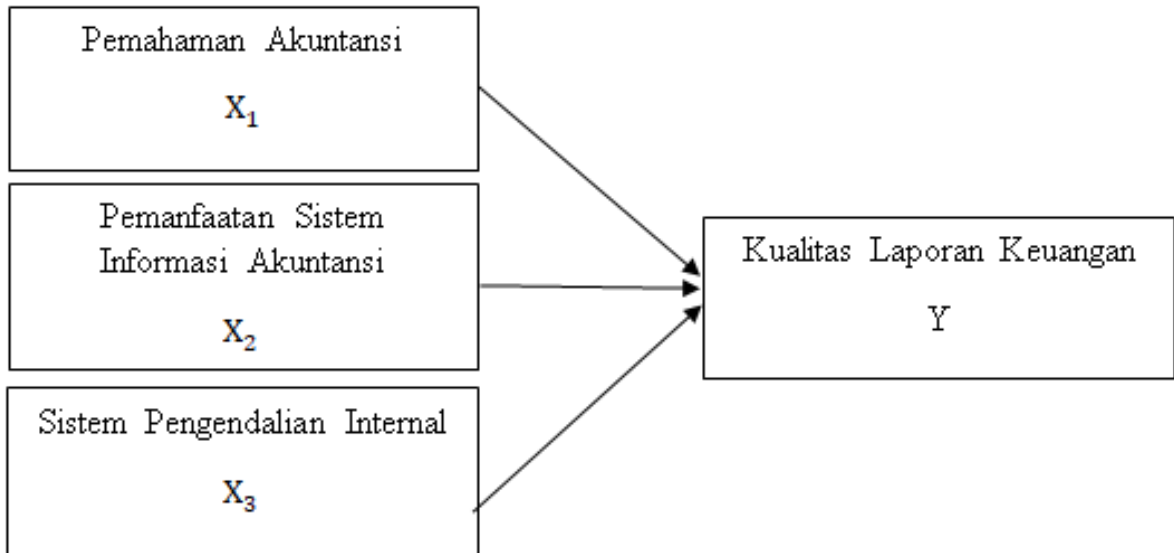 Pemahaman Akuntansi
X₁
Pemanfaatan Sistem
Informasi Akuntansi
X₂
Sistem Pengendalian Internal
X₃
Kualitas Laporan Keuangan
Y